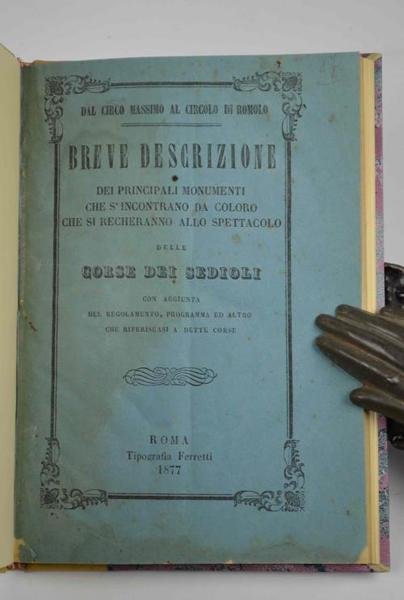 DAL CIRCO MASSIMO AL CIRCOLO DI ROMOLO
BREVE DESCRIZIONE
DEI PRINCIPALI MONUMENTI
CHE S'INCONTRANO DA COLORO
CHE SI RECHERANNO ALLO SPETTACOLO
DELLE
CORSE DEI SEDIOLI
CON AGGIUNTA
DEL REGOLAMENTO, PROGRAMMA ED ALTRO
CHE RIFERISCASI A DETTE CORSE
ROMA
Tipografia Ferretti
1877